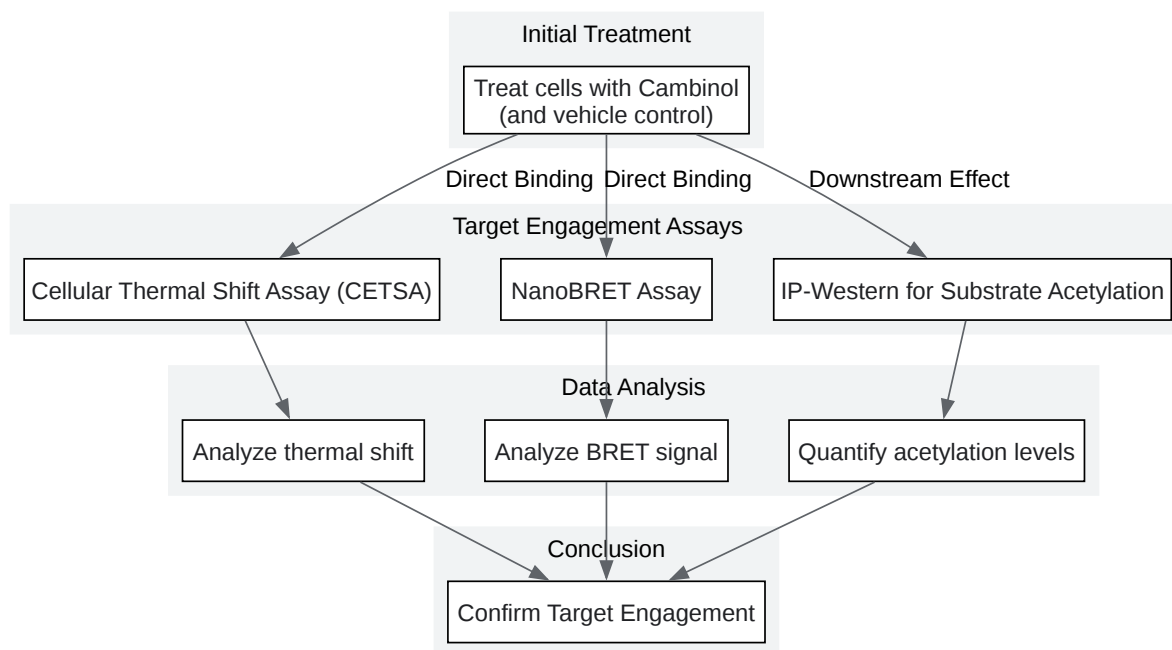 Initial Treatment
Treat cells with Cambinol
(and vehicle control)
Direct Binding
Direct Binding
Downstream Effect
Target Engagement Assays
Cellular Thermal Shift Assay (CETSA)
NanoBRET Assay
IP-Western for Substrate Acetylation
Data Analysis
Analyze thermal shift
Analyze BRET signal
Quantify acetylation levels
Conclusion
Confirm Target Engagement